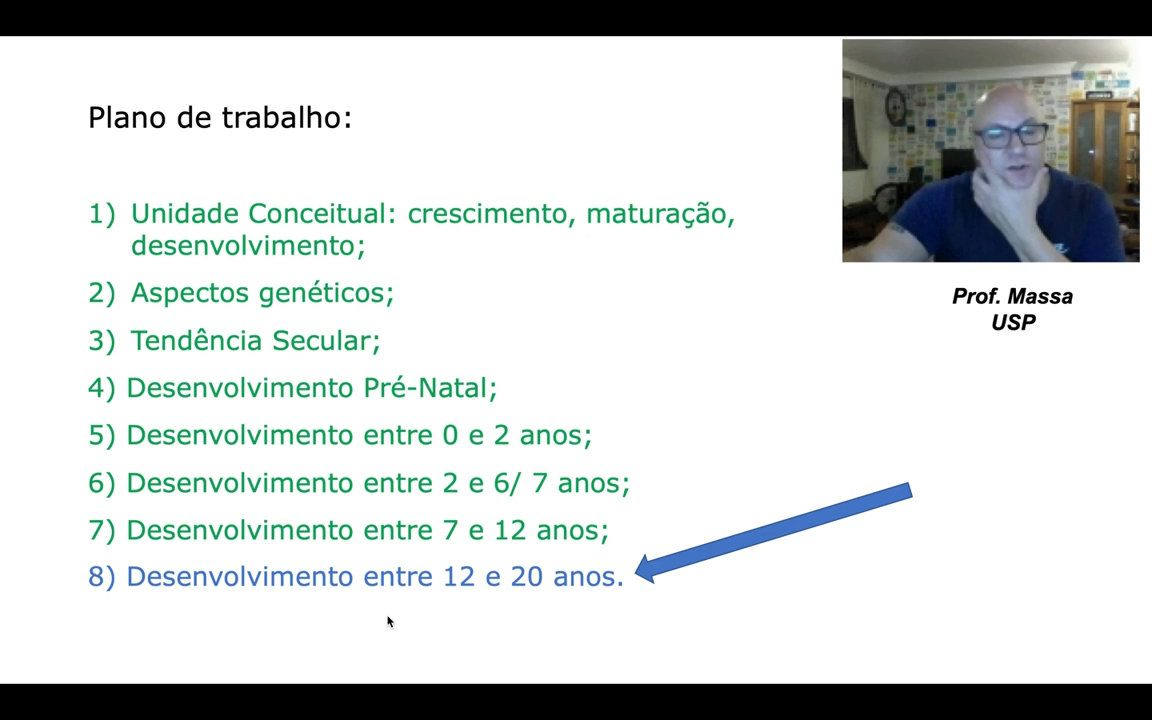 Plano de trabalho:
1) Unidade Conceitual: crescimento, maturação,
desenvolvimento;
2) Aspectos genéticos;
3) Tendência Secular;
4) Desenvolvimento Pré-Natal;
5) Desenvolvimento entre 0 e 2 anos;
6) Desenvolvimento entre 2 e 6/ 7 anos;
7) Desenvolvimento entre 7 e 12 anos;
8) Desenvolvimento entre 12 e 20 anos.
Prof. Massa
USP